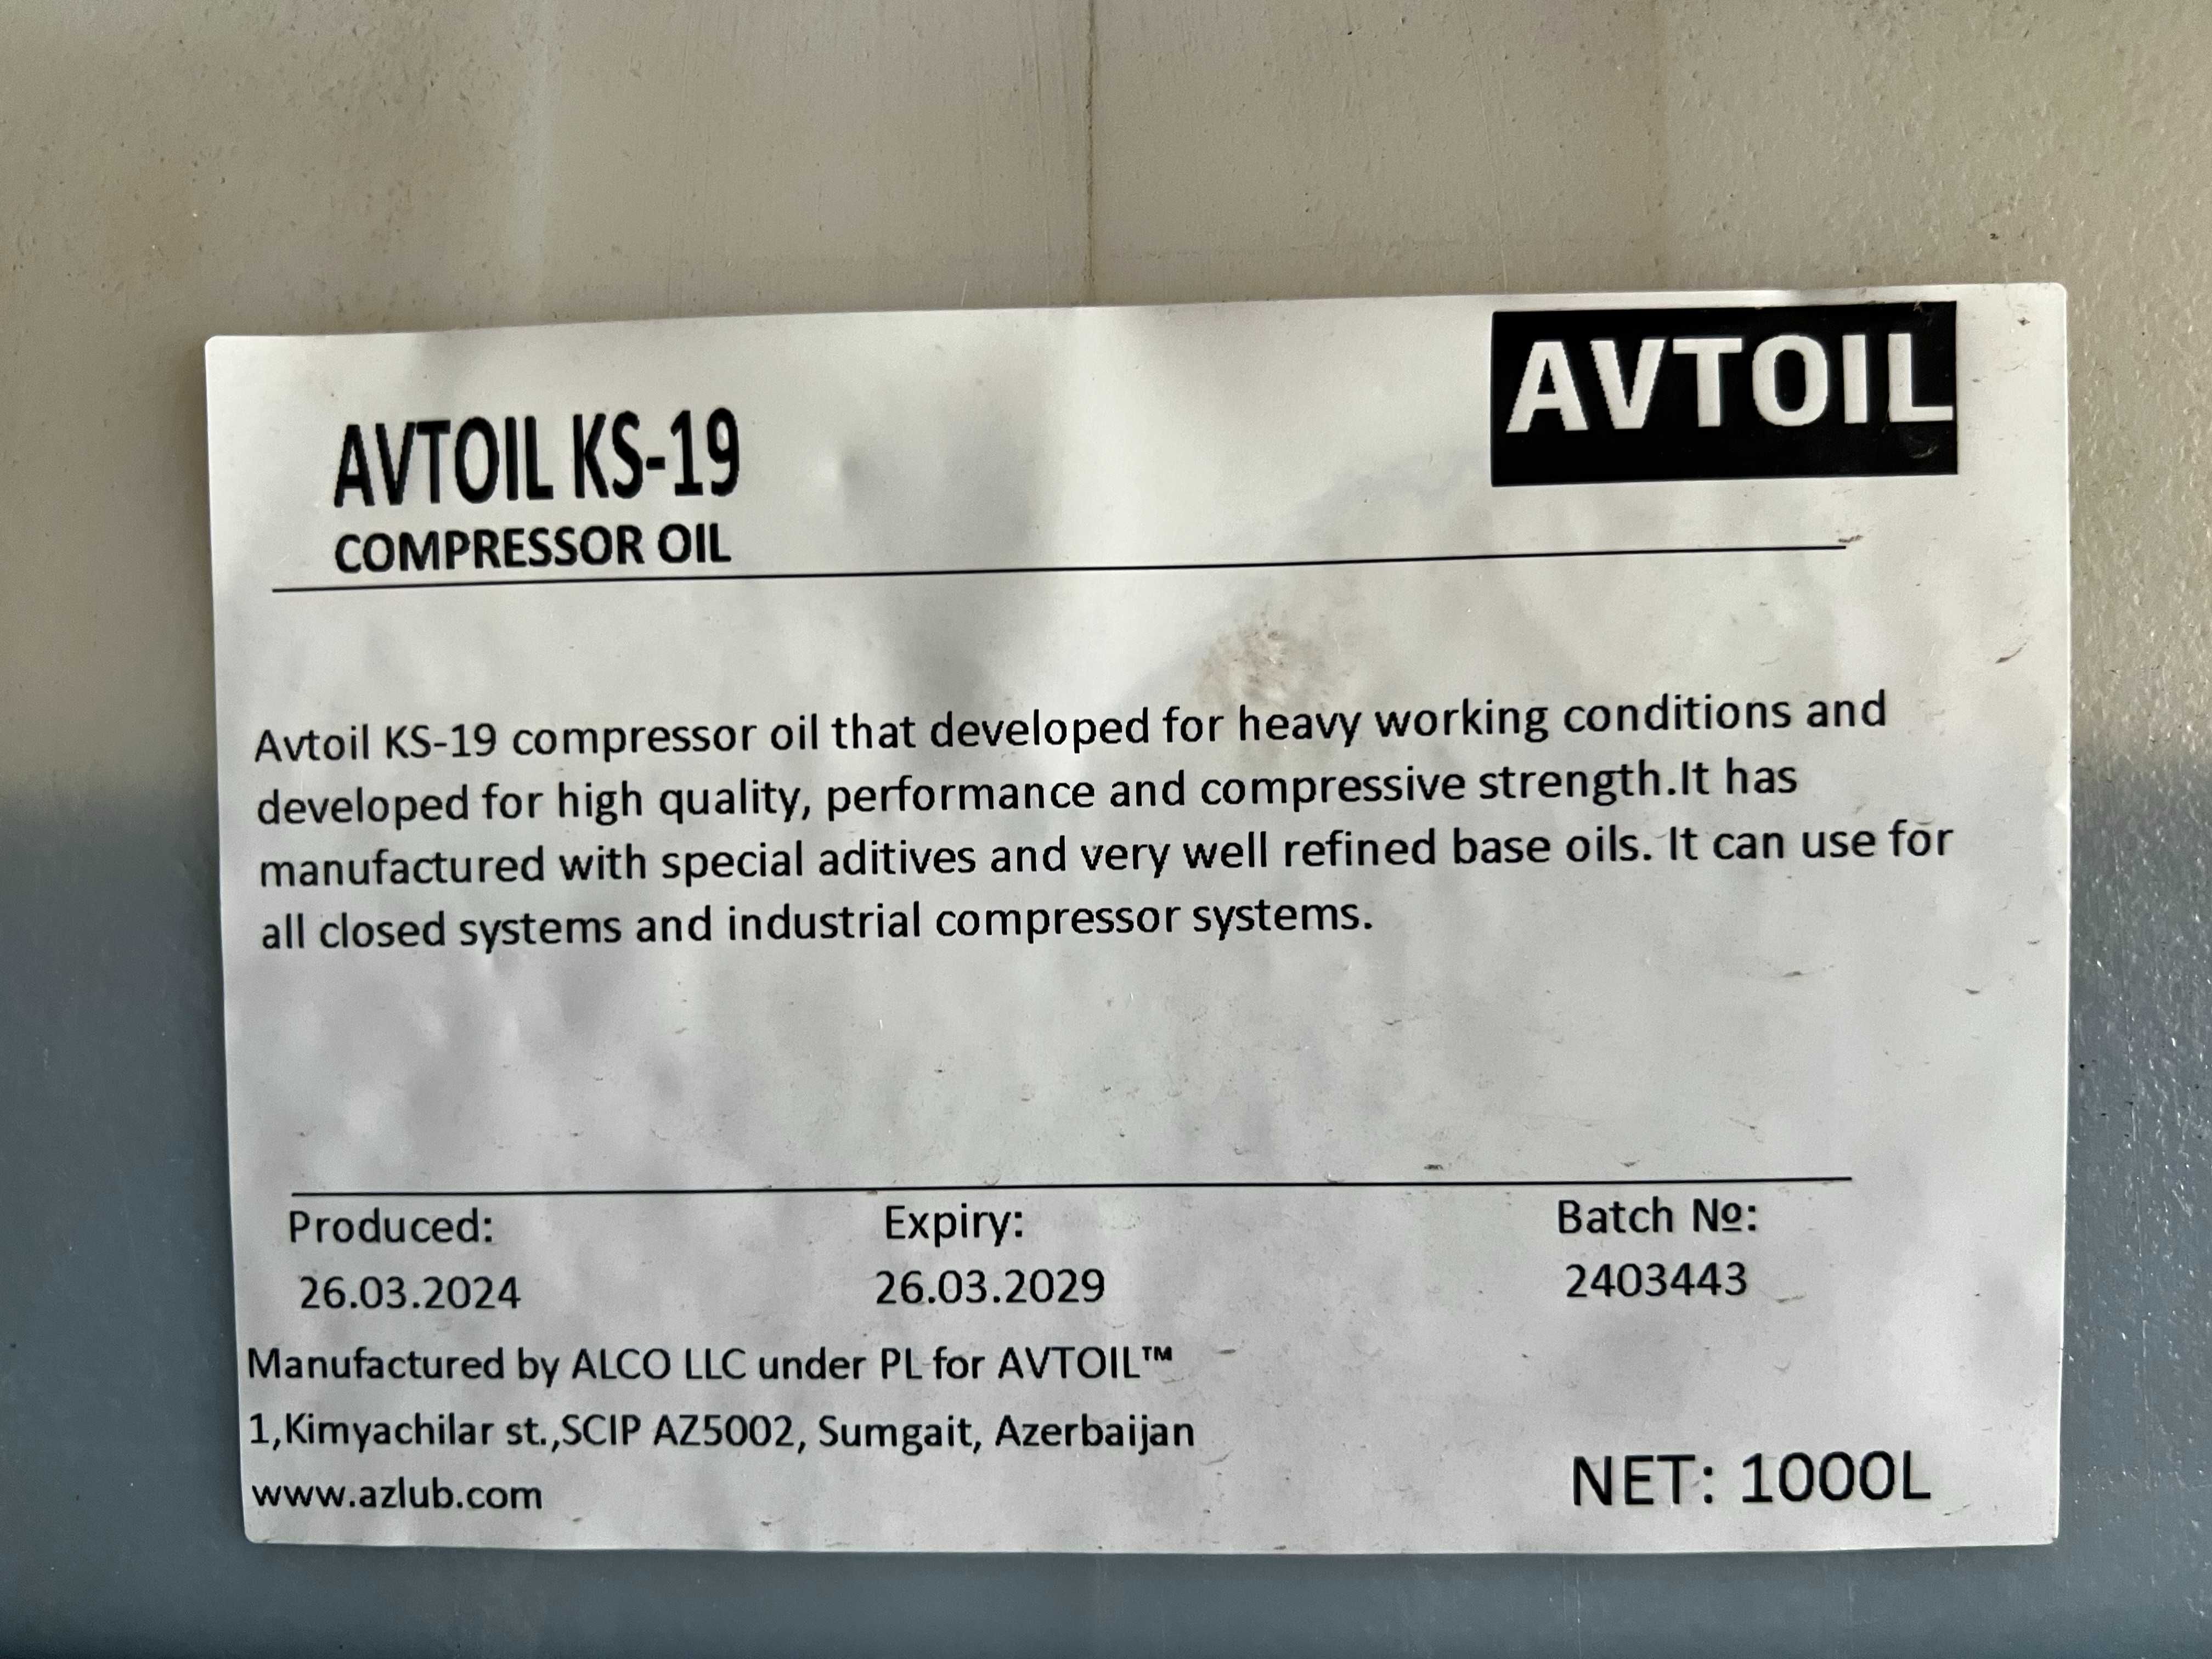 AVTOIL
AVTOIL KS-19
COMPRESSOR OIL
Avtoil KS-19 compressor oil that developed for heavy working conditions and
developed for high quality, performance and compressive strength.It has
manufactured with special aditives and very well refined base oils. It can use for
all closed systems and industrial compressor systems.
Produced: Expiry: Batch №:
26.03.2024 26.03.2029 2403443
Manufactured by ALCO LLC under PL for AVTOIL™
1,Kimyachilar st.,SCIP AZ5002, Sumgait, Azerbaijan
www.azlub.com
NET: 1000L